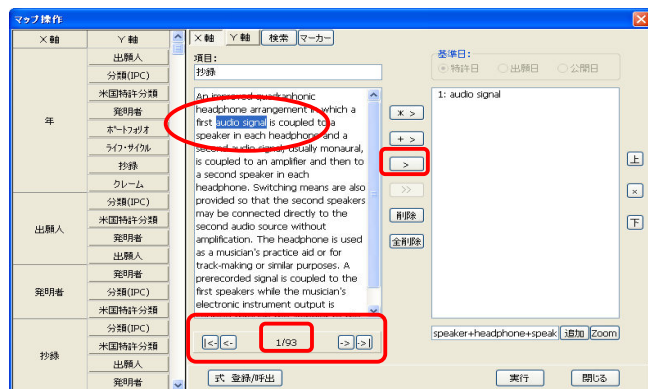 マップ操作
X 軸
Y 軸
年
出願人
分類(IPC)
米国特許分類
発明者
ポートフォリオ
ライフ・サイクル
抄録
クレーム
出願人
分類(IPC)
米国特許分類
発明者
出願人
発明者
発明者
分類(IPC)
米国特許分類
抄録
分類(IPC)
米国特許分類
出願人
発明者
X 軸
Y 軸
検索
マーカー
項目:
抄録
An improved quadraphonic
headphone arrangement in which a
first audio signal is coupled to a
speaker in each headphone and a
second audio signal, usually monaural,
is coupled to an amplifier and then to
a second speaker in each
headphone. Switching means are also
provided so that the second speakers
may be connected directly to the
second audio source without
amplification. The headphone is used
as a musician's practice aid or for
track-making or similar purposes. A
prerecorded signal is coupled to the
first speakers while the musician's
electronic instrument output is
|<-
<-
1/93
->
->|
式 登録/呼出
* >
+ >
>
>>
削除
全削除
基準日:
特許日
出願日
公開日
1: audio signal
上
×
下
speaker+headphone+speak
追加
Zoom
実行
閉じる